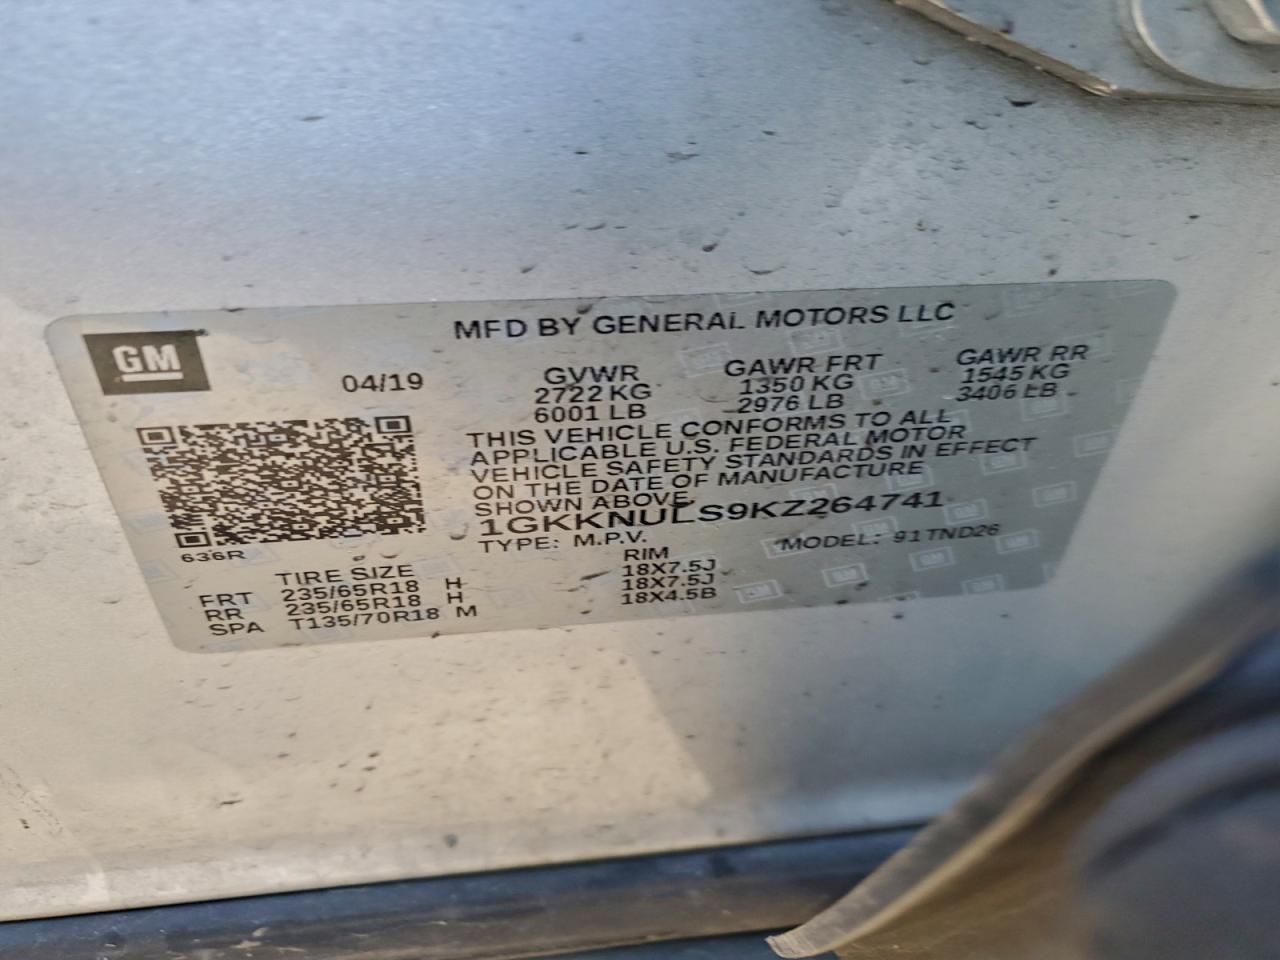 GM
MFD BY GENERAL MOTORS LLC
04/19
GVWR GAWR FRT GAWR RR
2722 KG 1350 KG 1545 KG
6001 LB 2976 LB 3406 LB
THIS VEHICLE CONFORMS TO ALL
APPLICABLE U.S. FEDERAL MOTOR
VEHICLE SAFETY STANDARDS IN EFFECT
ON THE DATE OF MANUFACTURE
SHOWN ABOVE.
1GKKNULS9KZ264741
TYPE: M.P.V. MODEL: 91TND26
636R
TIRE SIZE RIM
FRT 235/65R18 H 18X7.5J
RR 235/65R18 H 18X7.5J
SPA T135/70R18 M 18X4.5B